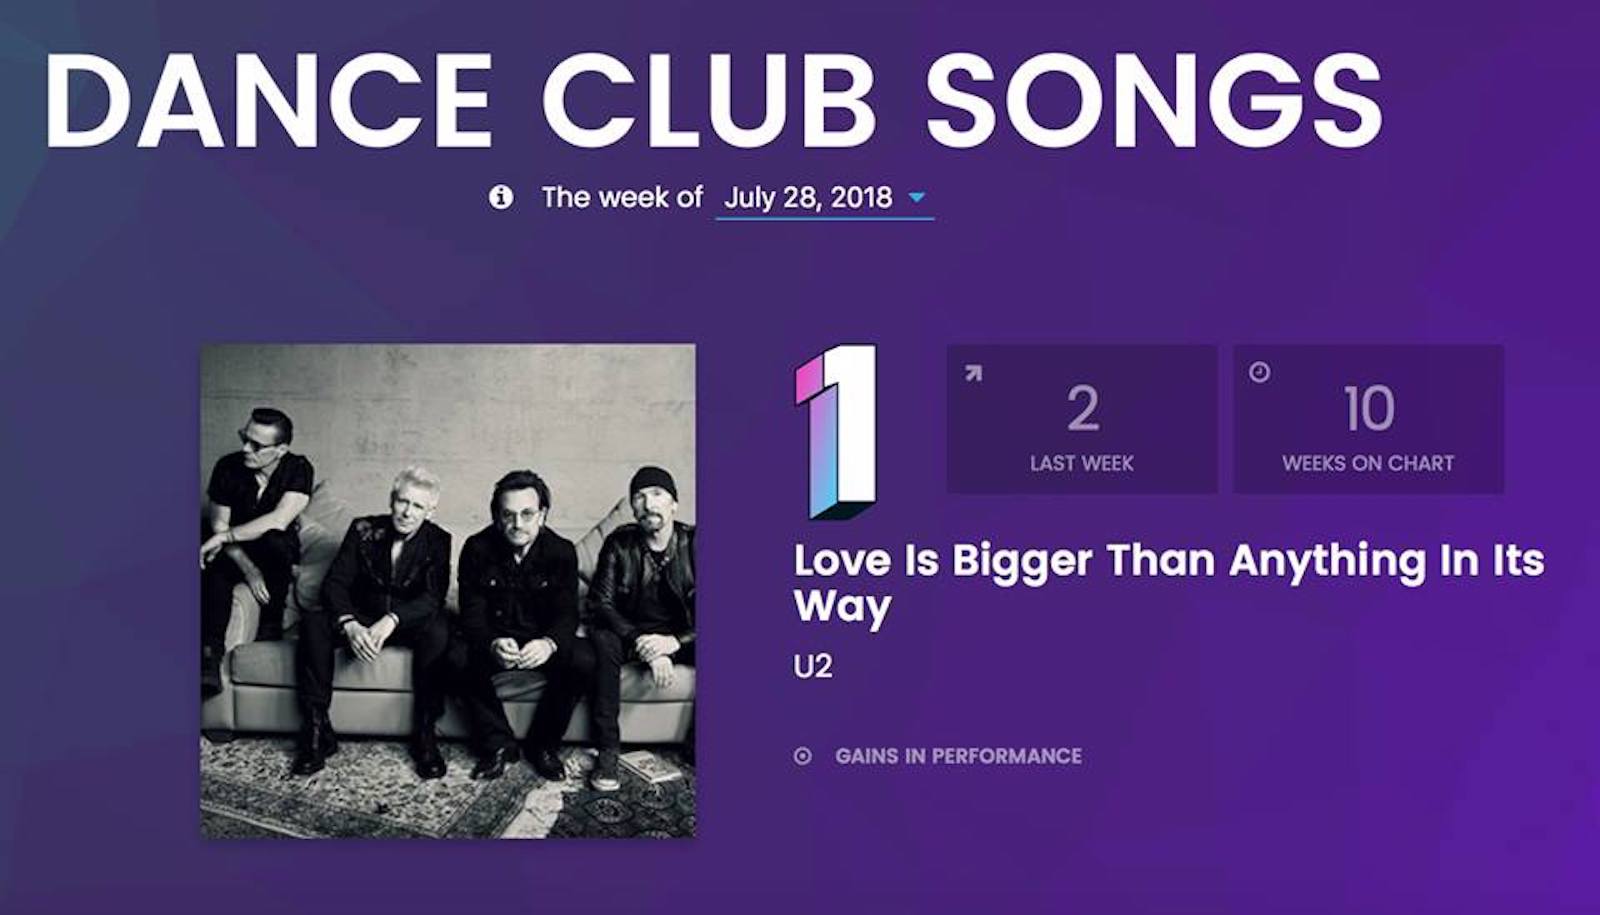 DANCE CLUB SONGS
The week of July 28, 2018
1
2
LAST WEEK
10
WEEKS ON CHART
Love Is Bigger Than Anything In Its
Way
U2
GAINS IN PERFORMANCE